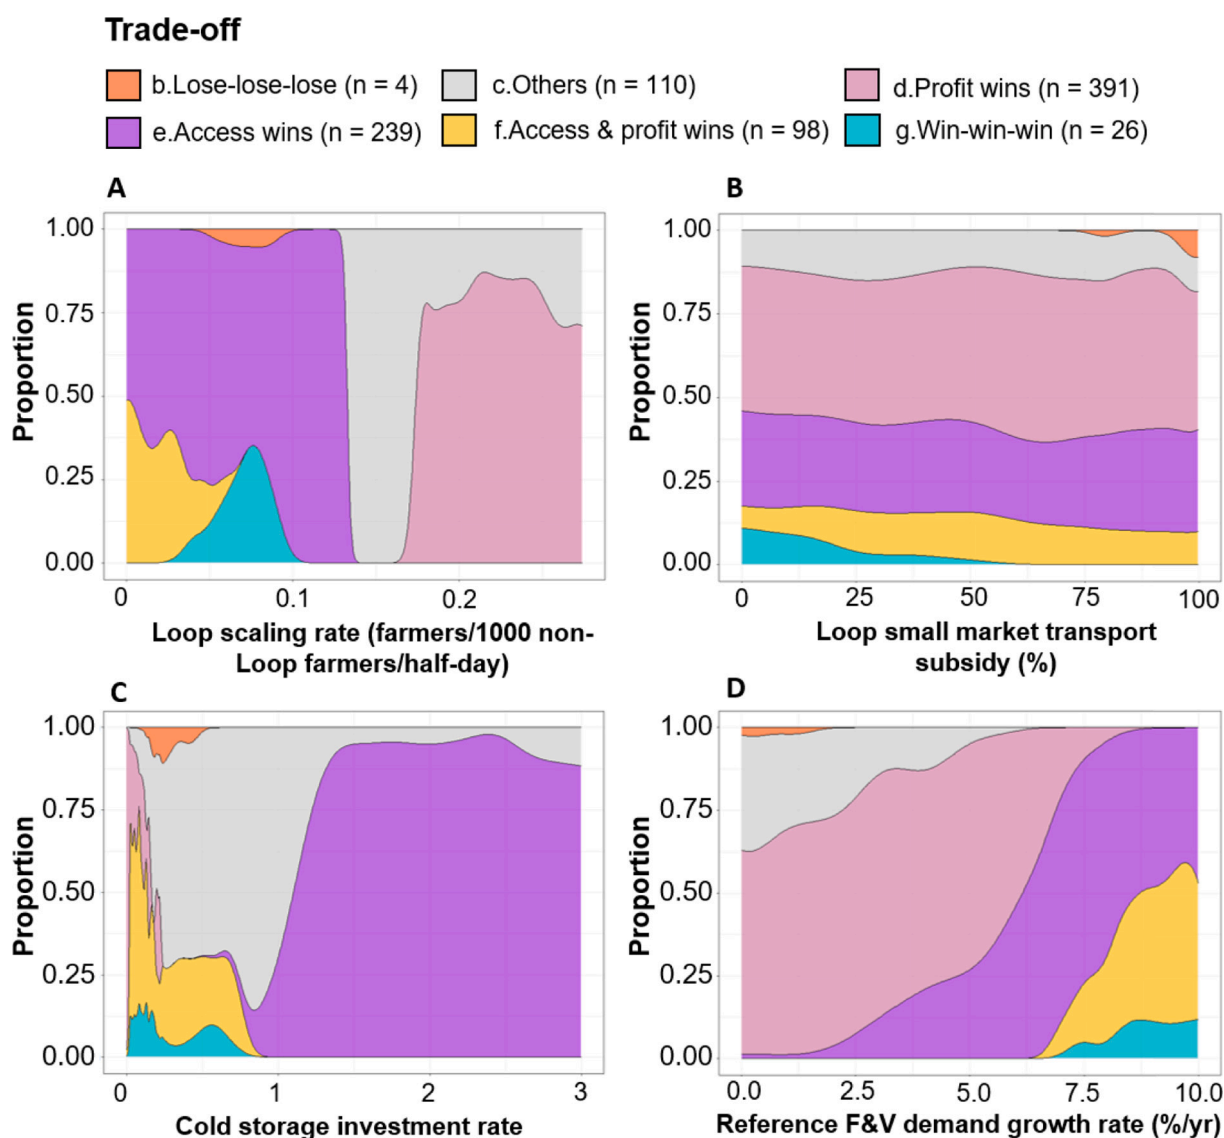 Trade-off
b.Lose-lose-lose (n = 4)
c.Others (n = 110)
d.Profit wins (n = 391)
e.Access wins (n = 239)
f.Access & profit wins (n = 98)
g.Win-win-win (n = 26)
A
1.00
0.75
0.50
0.25
0.00
Proportion
0
0.1
0.2
Loop scaling rate (farmers/1000 non-
Loop farmers/half-day)
B
1.00
0.75
0.50
0.25
0.00
Proportion
0
25
50
75
100
Loop small market transport
subsidy (%)
C
1.00
0.75
0.50
0.25
0.00
Proportion
0
1
2
3
Cold storage investment rate
D
1.00
0.75
0.50
0.25
0.00
Proportion
0.0
2.5
5.0
7.5
10.0
Reference F&V demand growth rate (%/yr)